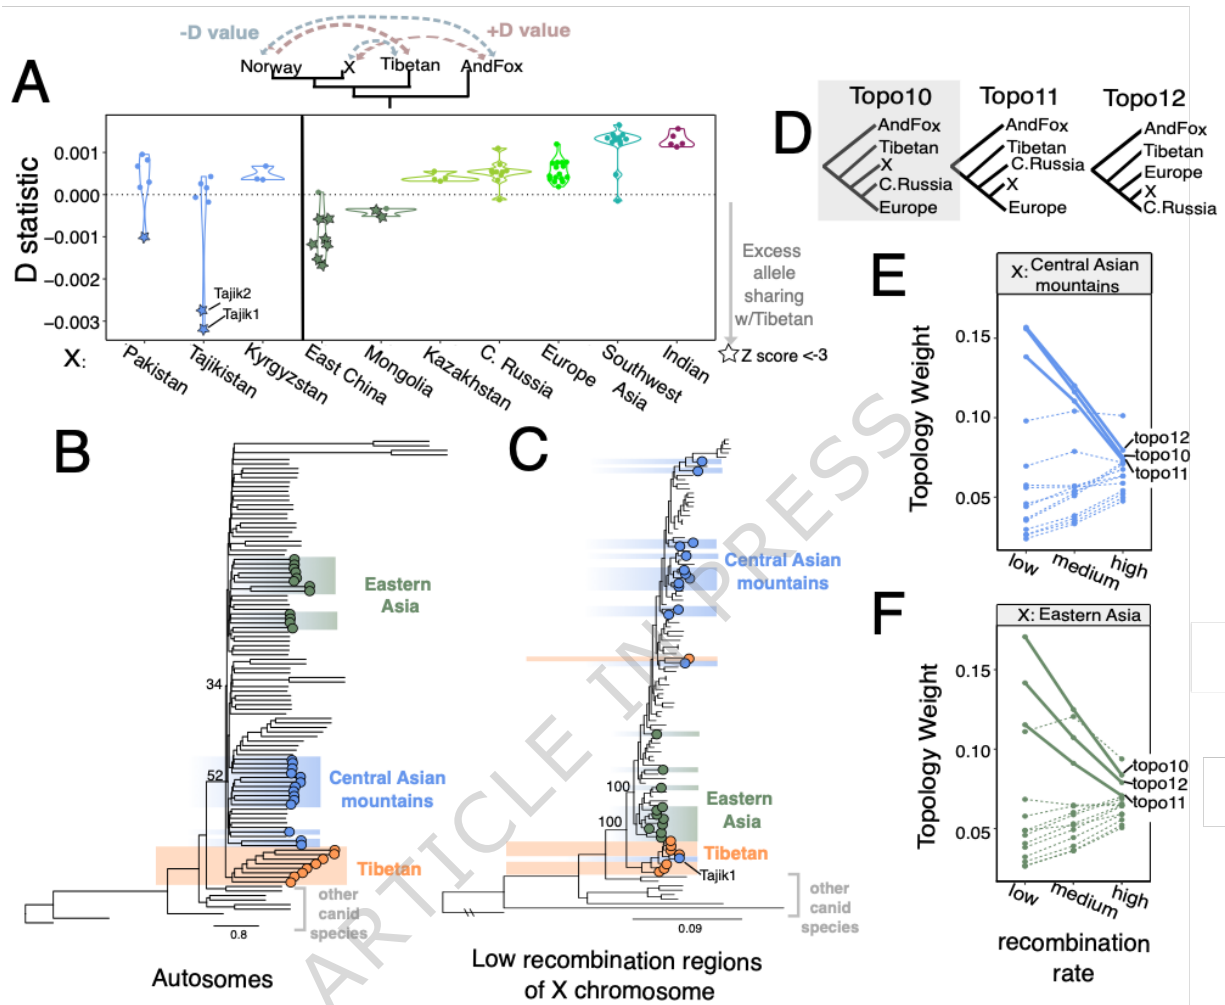 -D value
+D value
Norway
X
Tibetan
AndFox
A
D statistic
0.001
0.000
−0.001
−0.002
−0.003
Tajik2
Tajik1
Excess
allele
sharing
w/Tibetan
Z score <-3
X:
Pakistan
Tajikistan
Kyrgyzstan
East China
Mongolia
Kazakhstan
C. Russia
Europe
Southwest
Asia
Indian
D
Topo10
AndFox
Tibetan
X
C.Russia
Europe
Topo11
AndFox
Tibetan
C.Russia
X
Europe
Topo12
AndFox
Tibetan
Europe
X
C.Russia
B
Eastern
Asia
34
52
Central Asian
mountains
Tibetan
other
canid
species
0.8
Autosomes
C
Central Asian
mountains
100
100
Eastern
Asia
Tibetan
Tajik1
other
canid
species
0.09
Low recombination regions
of X chromosome
E
X: Central Asian
mountains
Topology Weight
0.15
0.10
0.05
topo12
topo10
topo11
low
medium
high
F
X: Eastern Asia
Topology Weight
0.15
0.10
0.05
topo10
topo12
topo11
low
medium
high
recombination
rate
ARTICLE IN PRESS